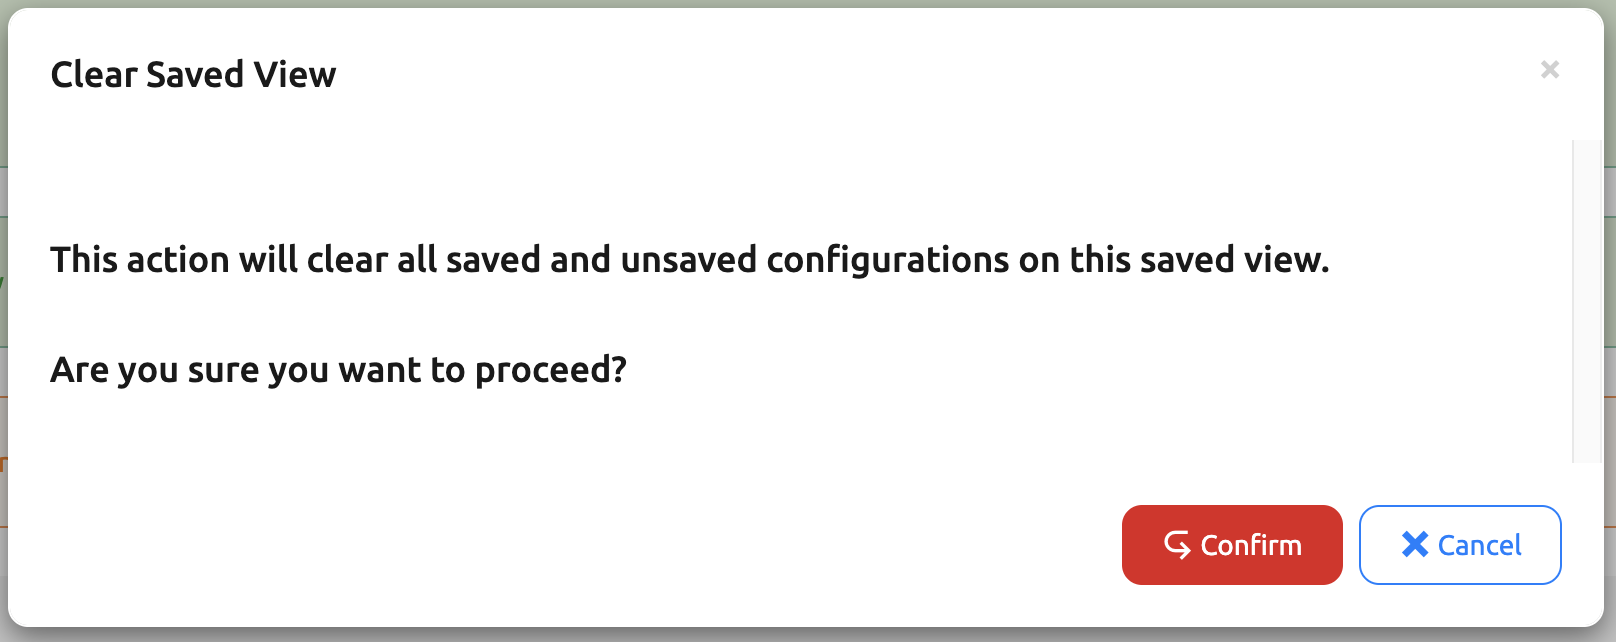 Clear Saved View
This action will clear all saved and unsaved configurations on this saved view.
Are you sure you want to proceed?
Confirm
Cancel